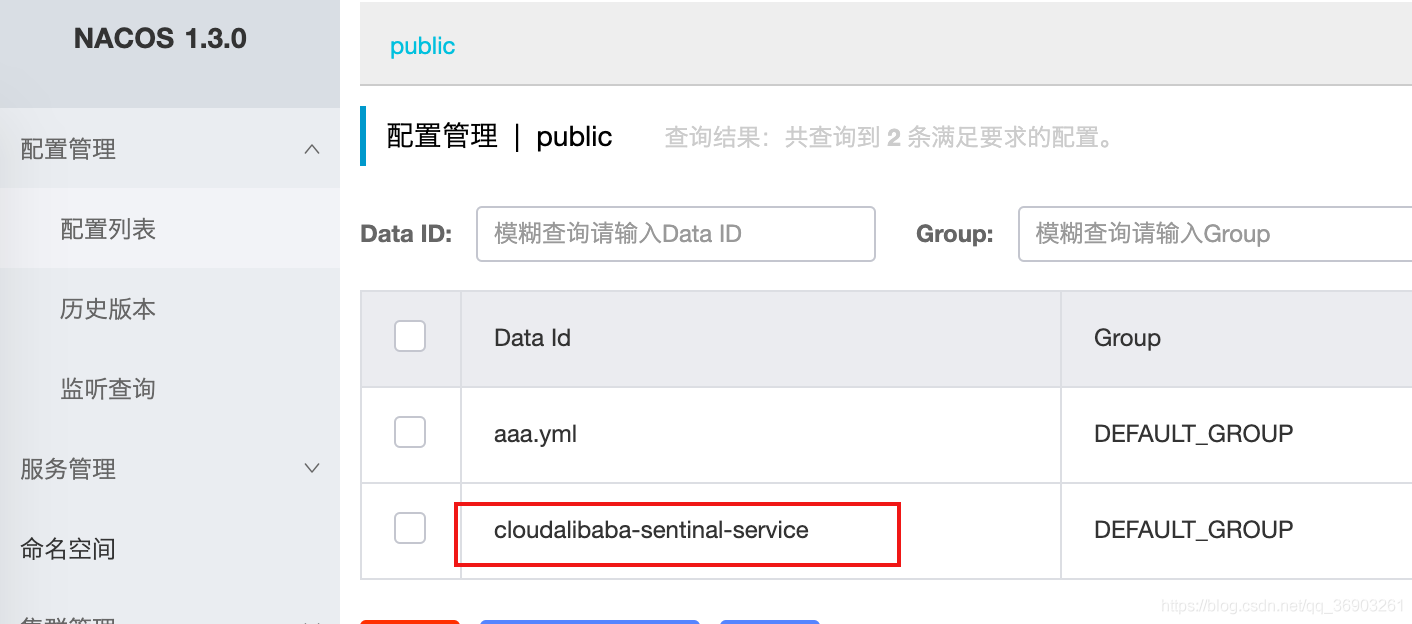 NACOS 1.3.0
public
配置管理
配置管理 | public 查询结果：共查询到 2 条满足要求的配置。
配置列表
Data ID: 模糊查询请输入Data ID Group: 模糊查询请输入Group
历史版本
Data Id Group
监听查询
aaa.yml DEFAULT_GROUP
服务管理
cloudalibaba-sentinal-service DEFAULT_GROUP
命名空间
https://blog.csdn.net/qq_36903261